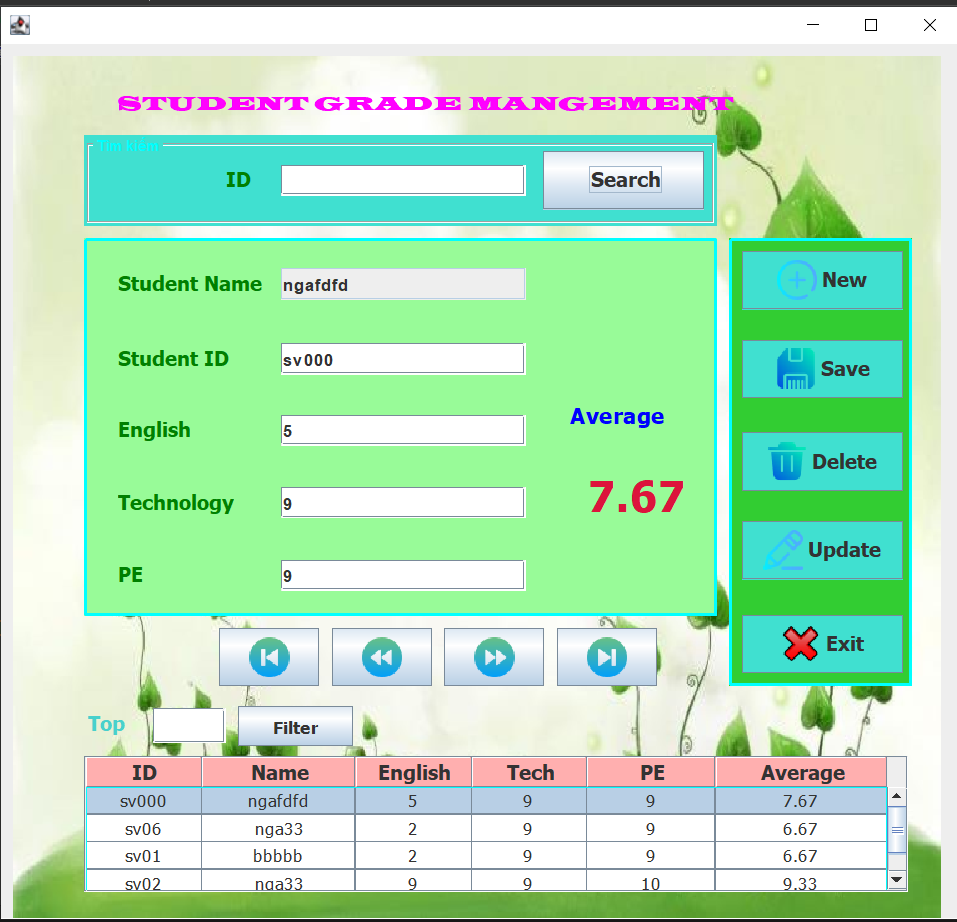 STUDENT GRADE MANGEMENT
Tìm kiếm
ID Search
Student Name ngafdfd New
Student ID sv000 Save
English 5 Average
Delete
Technology 9 7.67
Update
PE 9
Exit
Top Filter
ID Name English Tech PE Average
sv000 ngafdfd 5 9 9 7.67
sv06 nga33 2 9 9 6.67
sv01 bbbbb 2 9 9 6.67
sv02 nga33 9 9 10 9.33